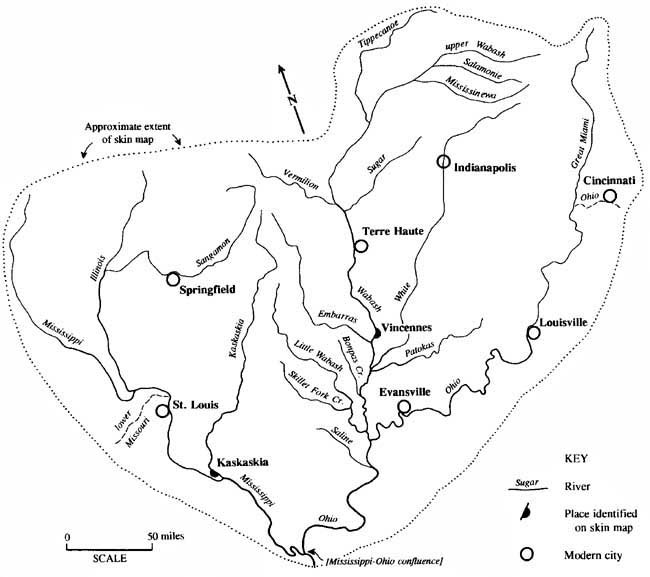 Tippecanoe
upper Wabash
Salamonie
Mississinewa
N
Approximate extent
of skin map
Great Miami
Sugar
Indianapolis
Vermilion
Cincinnati
Ohio
Terre Haute
Sangamon
Illinois
Springfield
Wabash
White
Mississippi
Kaskaskia
Embarras
Vincennes
Louisville
Little Wabash
Bonpas Cr.
Patokas
Skillet Fork Cr.
Evansville
Ohio
St. Louis
lower
Missouri
Saline
Kaskaskia
Mississippi
KEY
Sugar
River
Place identified
on skin map
Modern city
Ohio
0
50 miles
SCALE
[Mississippi-Ohio confluence]